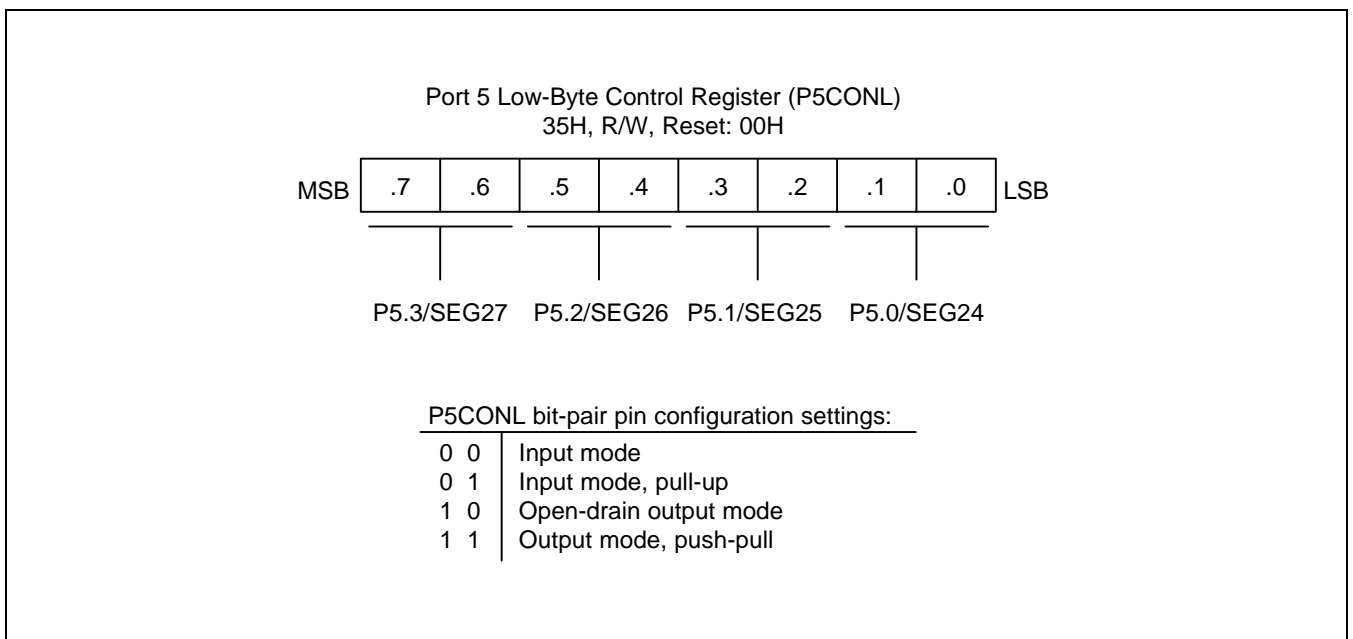 Port 5 Low-Byte Control Register (P5CONL)
35H, R/W, Reset: 00H
MSB .7 .6 .5 .4 .3 .2 .1 .0 LSB
P5.3/SEG27 P5.2/SEG26 P5.1/SEG25 P5.0/SEG24
P5CONL bit-pair pin configuration settings:
0 0 Input mode
0 1 Input mode, pull-up
1 0 Open-drain output mode
1 1 Output mode, push-pull